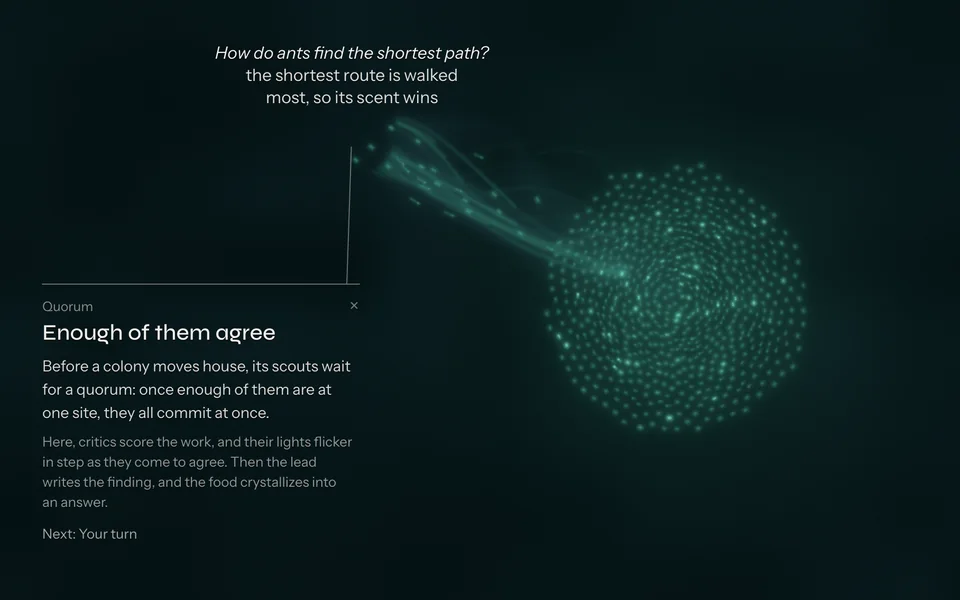 How do ants find the shortest path?
the shortest route is walked
most, so its scent wins
Quorum
×
Enough of them agree
Before a colony moves house, its scouts wait
for a quorum: once enough of them are at
one site, they all commit at once.
Here, critics score the work, and their lights flicker
in step as they come to agree. Then the lead
writes the finding, and the food crystallizes into
an answer.
Next: Your turn